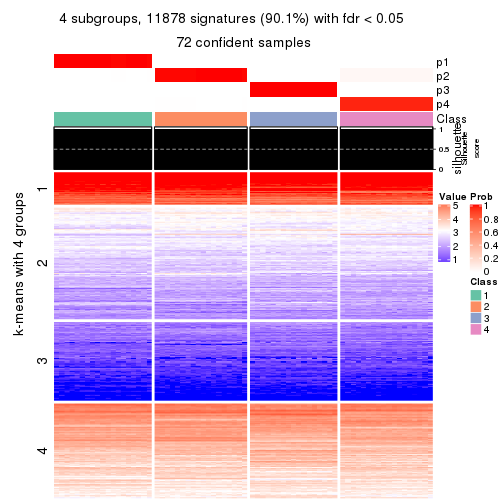 4 subgroups, 11878 signatures (90.1%) with fdr < 0.05
72 confident samples
p1
p2
p3
p4
Class
silhouette
Silhouette
score
1
0.5
0
k-means with 4 groups
1
2
3
4
Value
5
4
3
2
1
Prob
1
0.8
0.6
0.4
0.2
0
Class
1
2
3
4